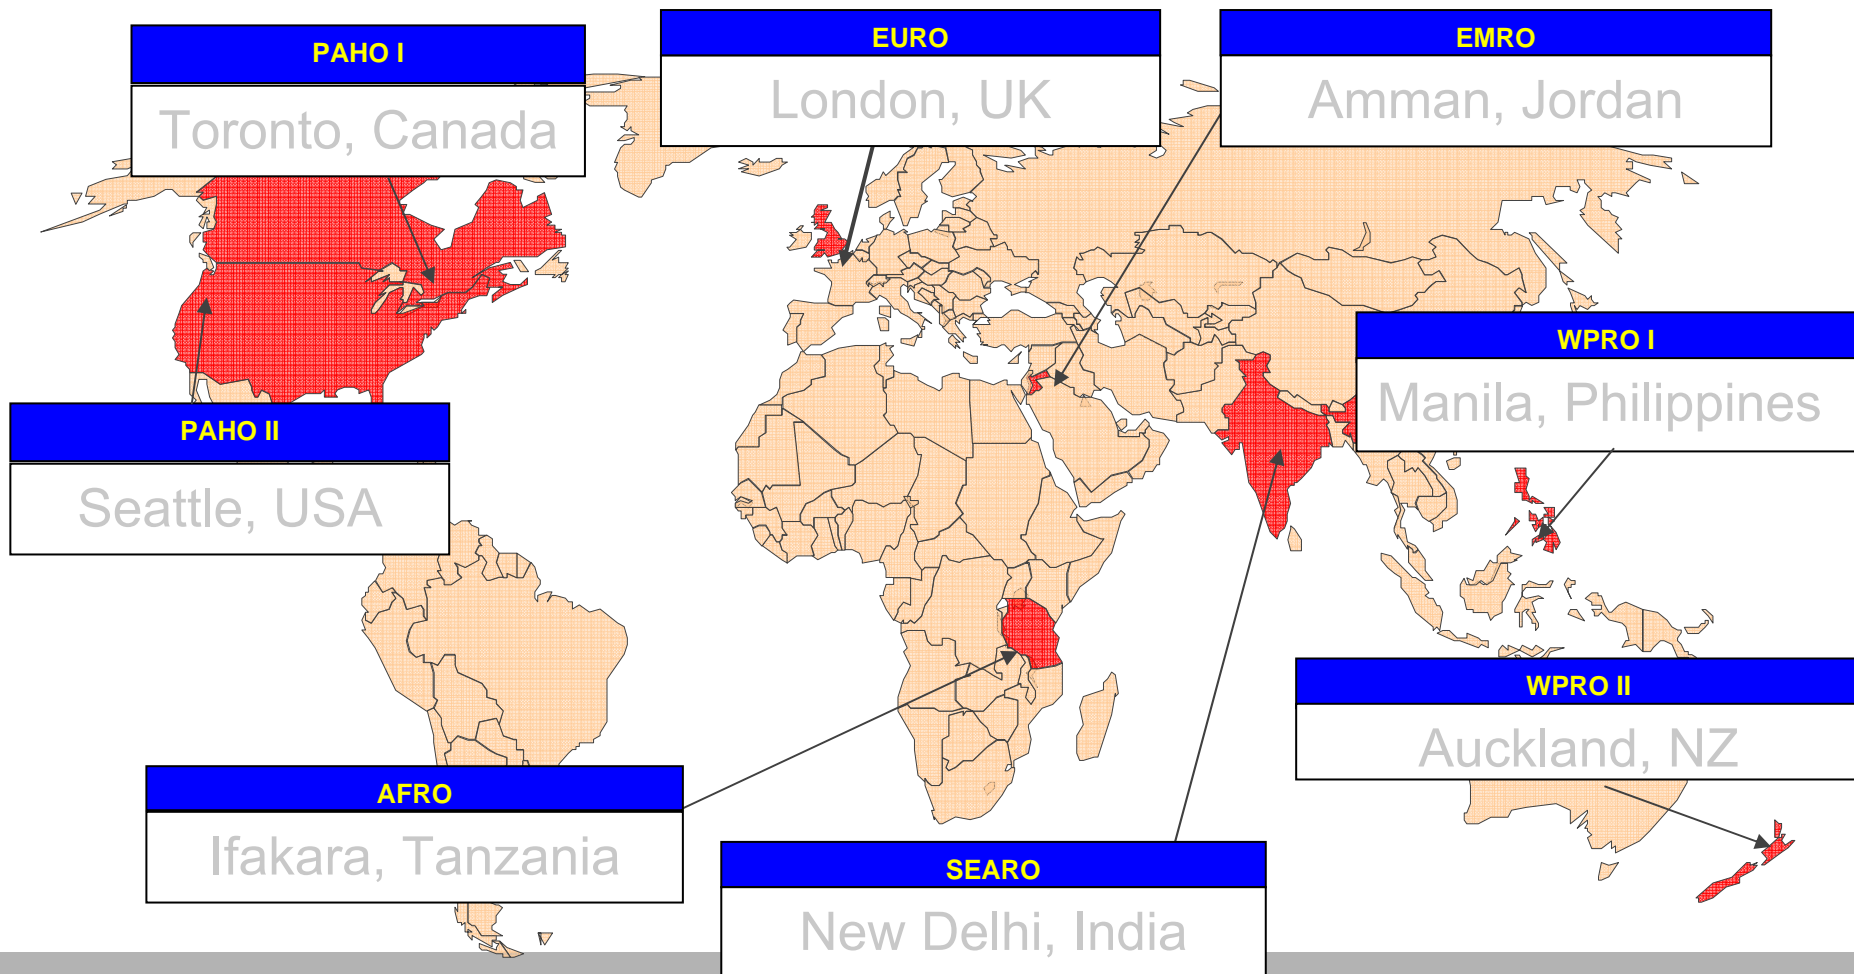 PAHO I
Toronto, Canada
EURO
London, UK
EMRO
Amman, Jordan
WPRO I
Manila, Philippines
PAHO II
Seattle, USA
WPRO II
Auckland, NZ
AFRO
Ifakara, Tanzania
SEARO
New Delhi, India